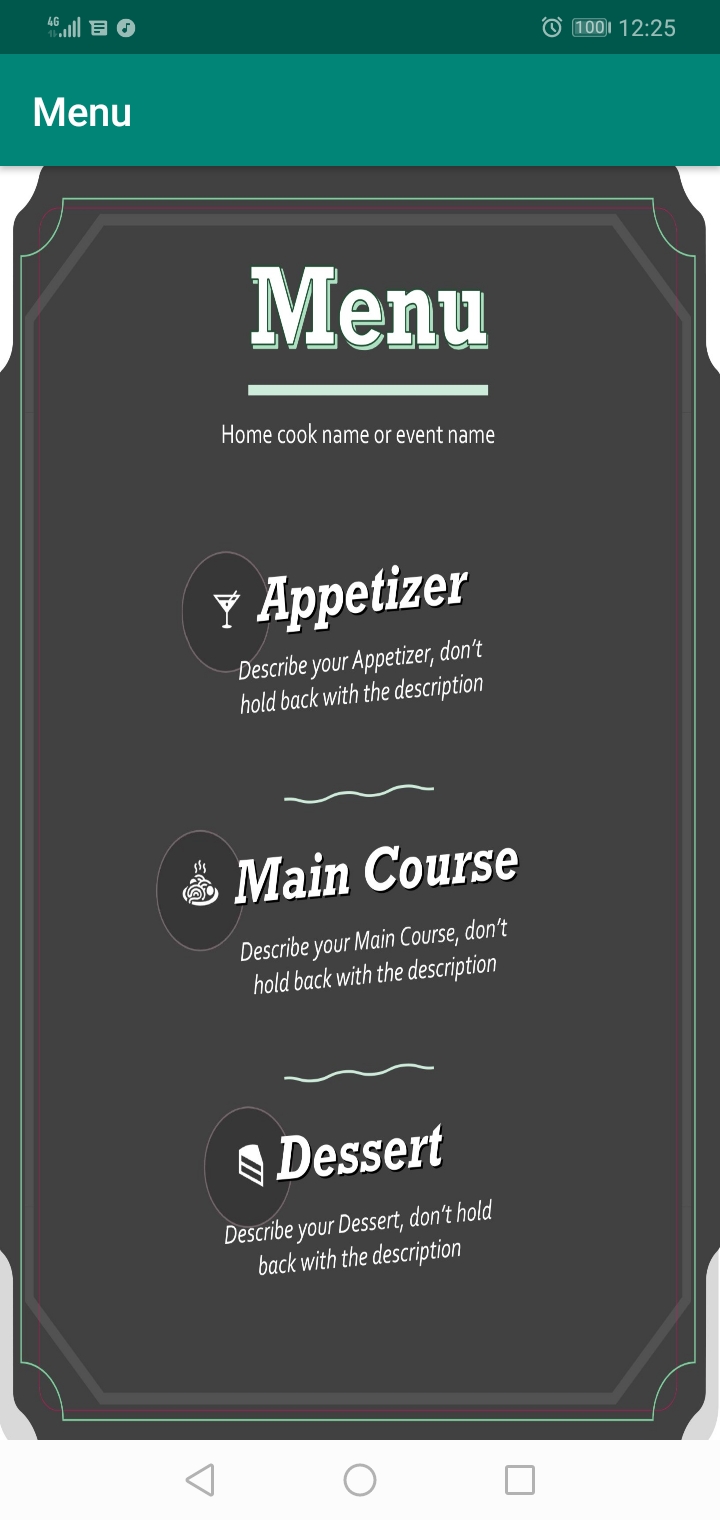 4G
100
12:25
Menu
Menu
Home cook name or event name
Appetizer
Describe your Appetizer, don't
hold back with the description
Main Course
Describe your Main Course, don't
hold back with the description
Dessert
Describe your Dessert, don't hold
back with the description